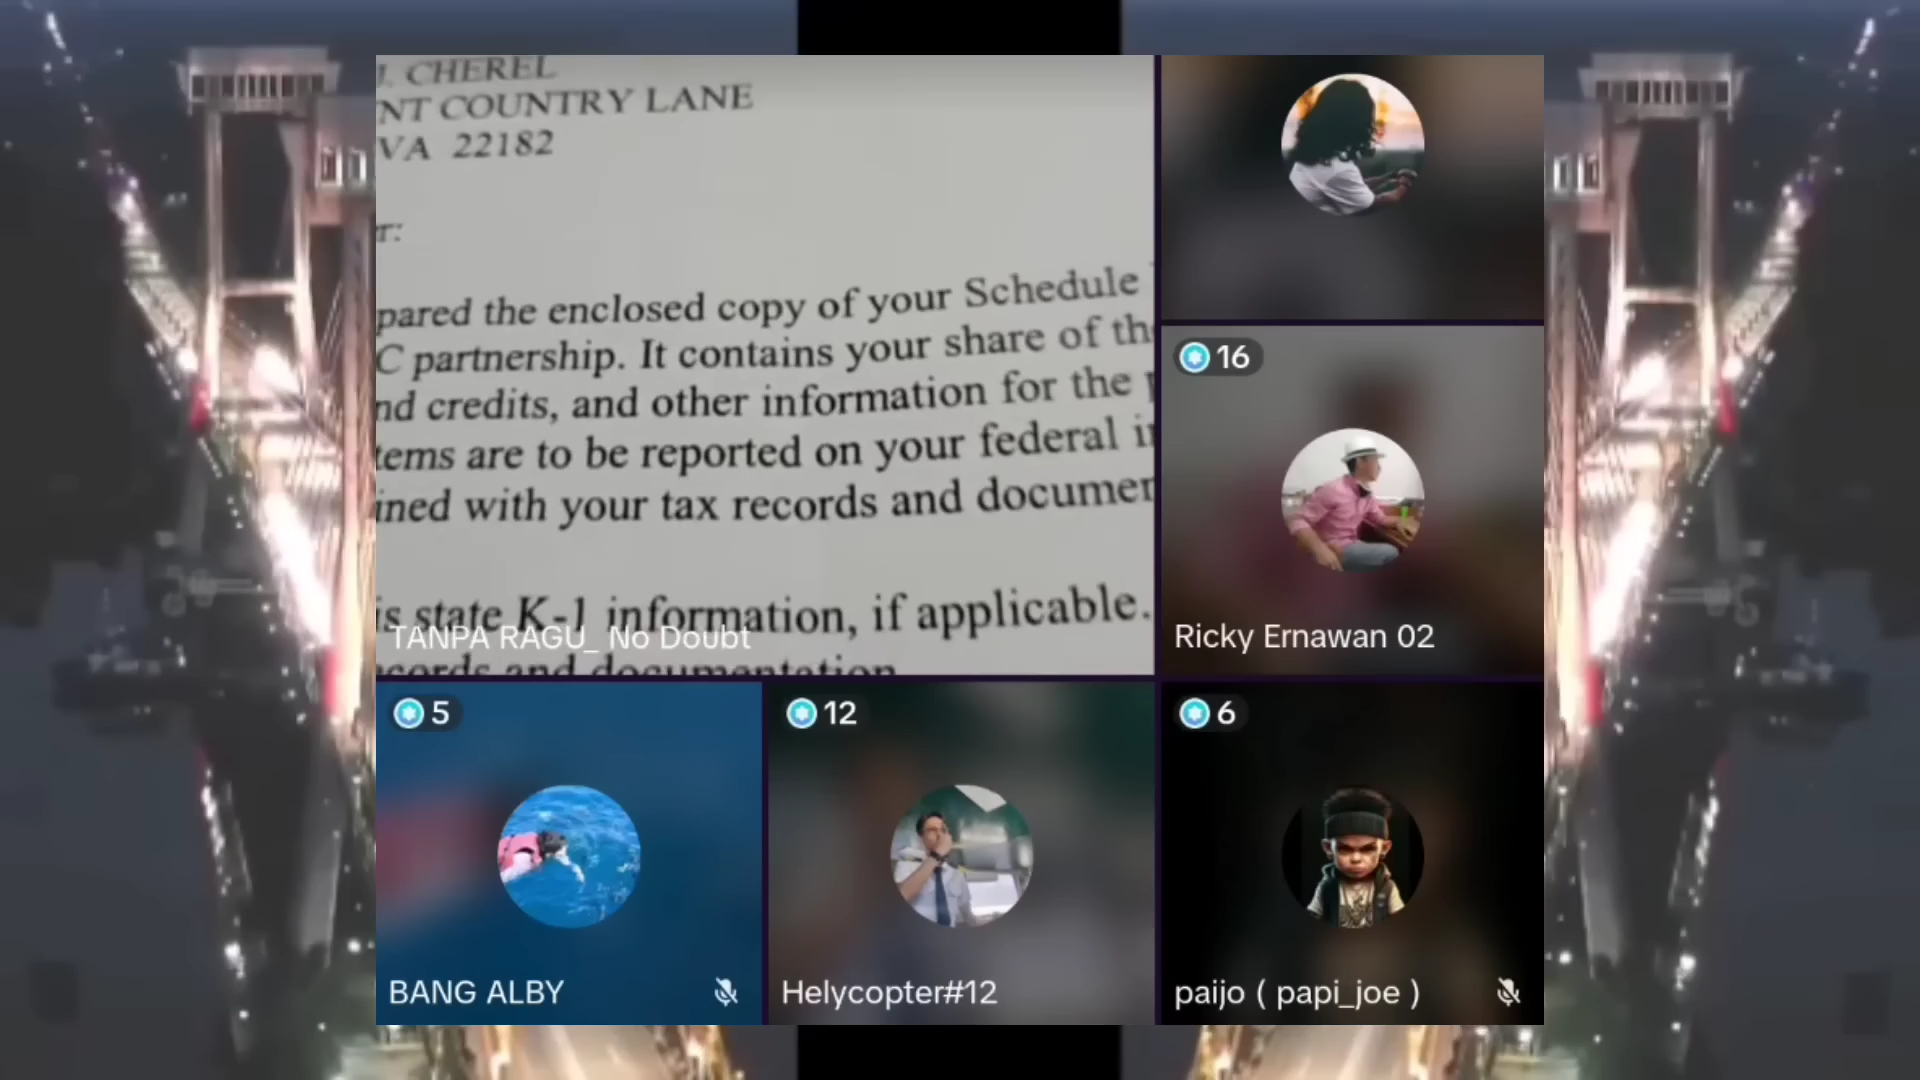 J. CHEREL
NT COUNTRY LANE
VA 22182
r:
pared the enclosed copy of your Schedule
C partnership. It contains your share of th
nd credits, and other information for the
tems are to be reported on your federal i
ined with your tax records and documen
is state K-1 information, if applicable.
cords and documentation
TANPA RAGU_ No Doubt
16
Ricky Ernawan 02
5
BANG ALBY
12
Helycopter#12
6
paijo ( papi_joe )